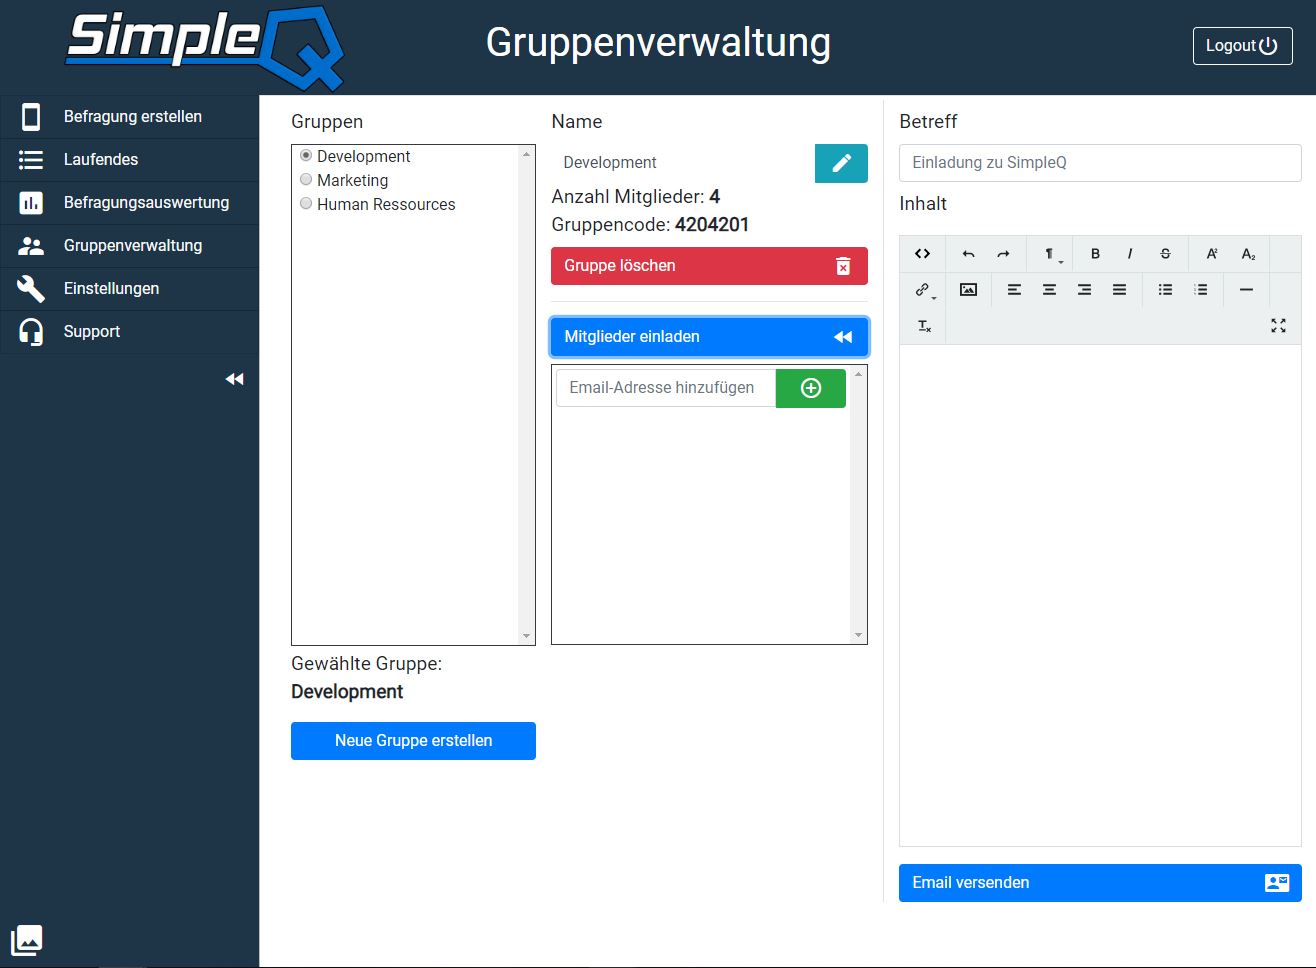 SimpleQ
Gruppenverwaltung
Logout
Befragung erstellen
Laufendes
Befragungsauswertung
Gruppenverwaltung
Einstellungen
Support
Gruppen
Development
Marketing
Human Ressources
Gewählte Gruppe:
Development
Neue Gruppe erstellen
Name
Development
Anzahl Mitglieder: 4
Gruppencode: 4204201
Gruppe löschen
Mitglieder einladen
Email-Adresse hinzufügen
Betreff
Einladung zu SimpleQ
Inhalt
Email versenden